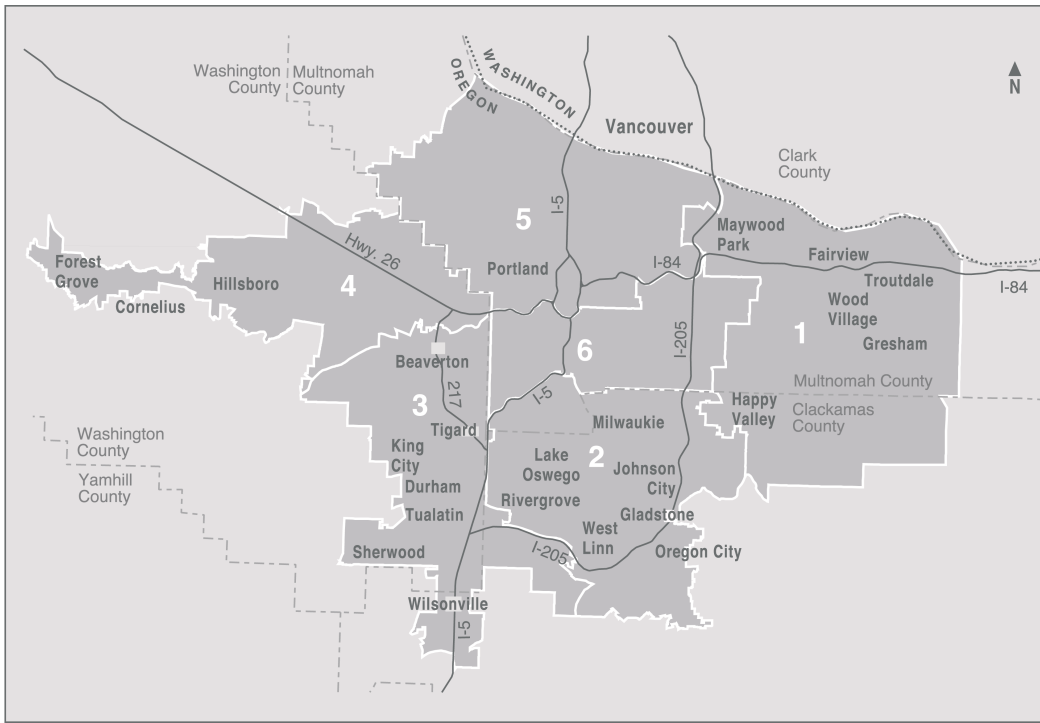 Washington
County
Multnomah
County
OREGON
WASHINGTON
Vancouver
N
Clark
County
5
I-5
Maywood
Park
Fairview
Hwy. 26
Portland
I-84
Troutdale
I-84
Forest
Grove
Cornelius
Hillsboro
4
Wood
Village
1
Gresham
6
I-205
Beaverton
Multnomah County
217
I-5
3
Happy
Valley
Clackamas
County
Tigard
Milwaukie
Washington
County
Yamhill
County
King
City
2
Lake
Oswego
Johnson
City
Durham
Rivergrove
Tualatin
Gladstone
West
Linn
Sherwood
I-205
Oregon City
Wilsonville
I-5